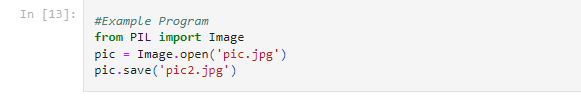 In [13]:
#Example Program
from PIL import Image
pic = Image.open('pic.jpg')
pic.save('pic2.jpg')